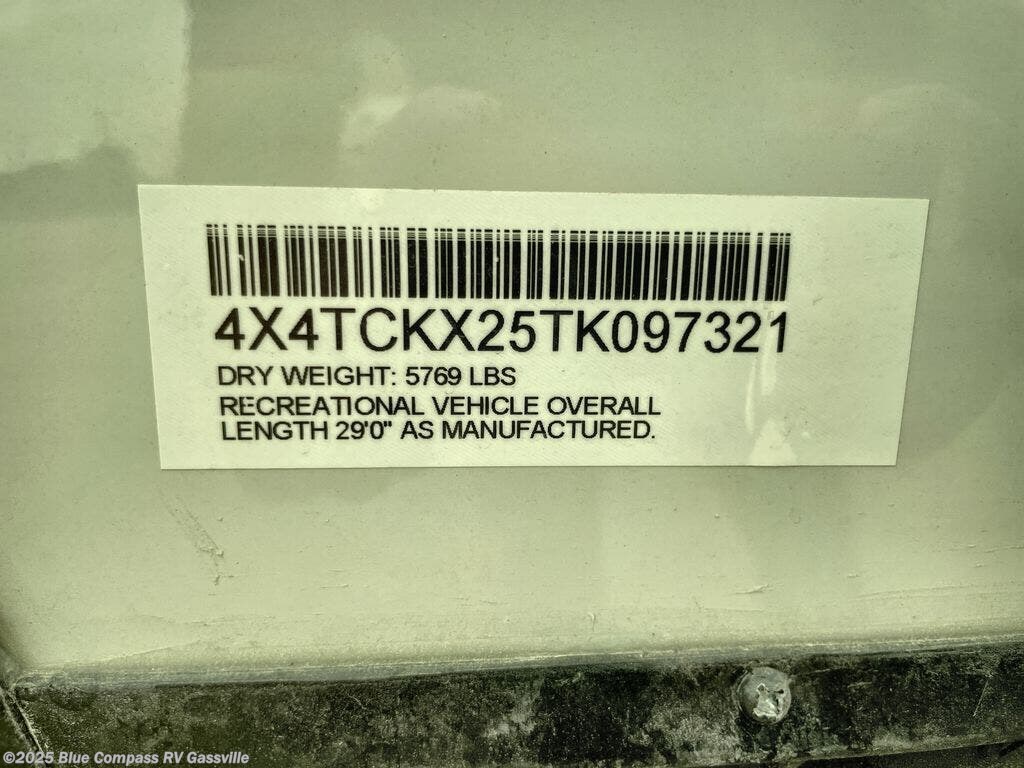 4X4TCKX25TK097321
DRY WEIGHT: 5769 LBS
RECREATIONAL VEHICLE OVERALL
LENGTH 29'0" AS MANUFACTURED.
©2025 Blue Compass RV Gassville